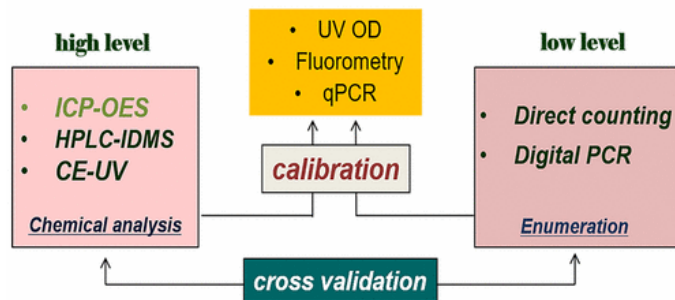 high level
• ICP-OES
• HPLC-IDMS
• CE-UV
Chemical analysis
• UV OD
• Fluorometry
• qPCR
calibration
low level
• Direct counting
• Digital PCR
Enumeration
cross validation